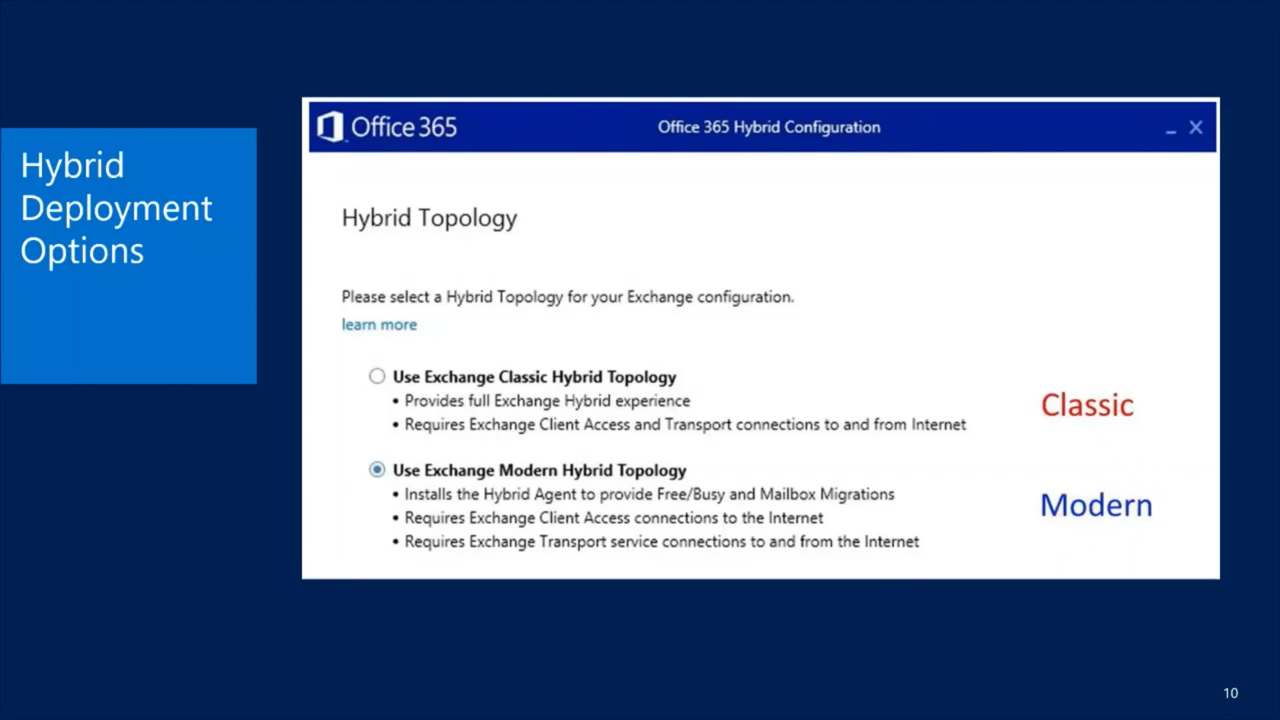 Hybrid
Deployment
Options
Office 365
Office 365 Hybrid Configuration
Hybrid Topology
Please select a Hybrid Topology for your Exchange configuration.
learn more
Use Exchange Classic Hybrid Topology
• Provides full Exchange Hybrid experience
• Requires Exchange Client Access and Transport connections to and from Internet
Classic
Use Exchange Modern Hybrid Topology
• Installs the Hybrid Agent to provide Free/Busy and Mailbox Migrations
• Requires Exchange Client Access connections to the Internet
• Requires Exchange Transport service connections to and from the Internet
Modern
10